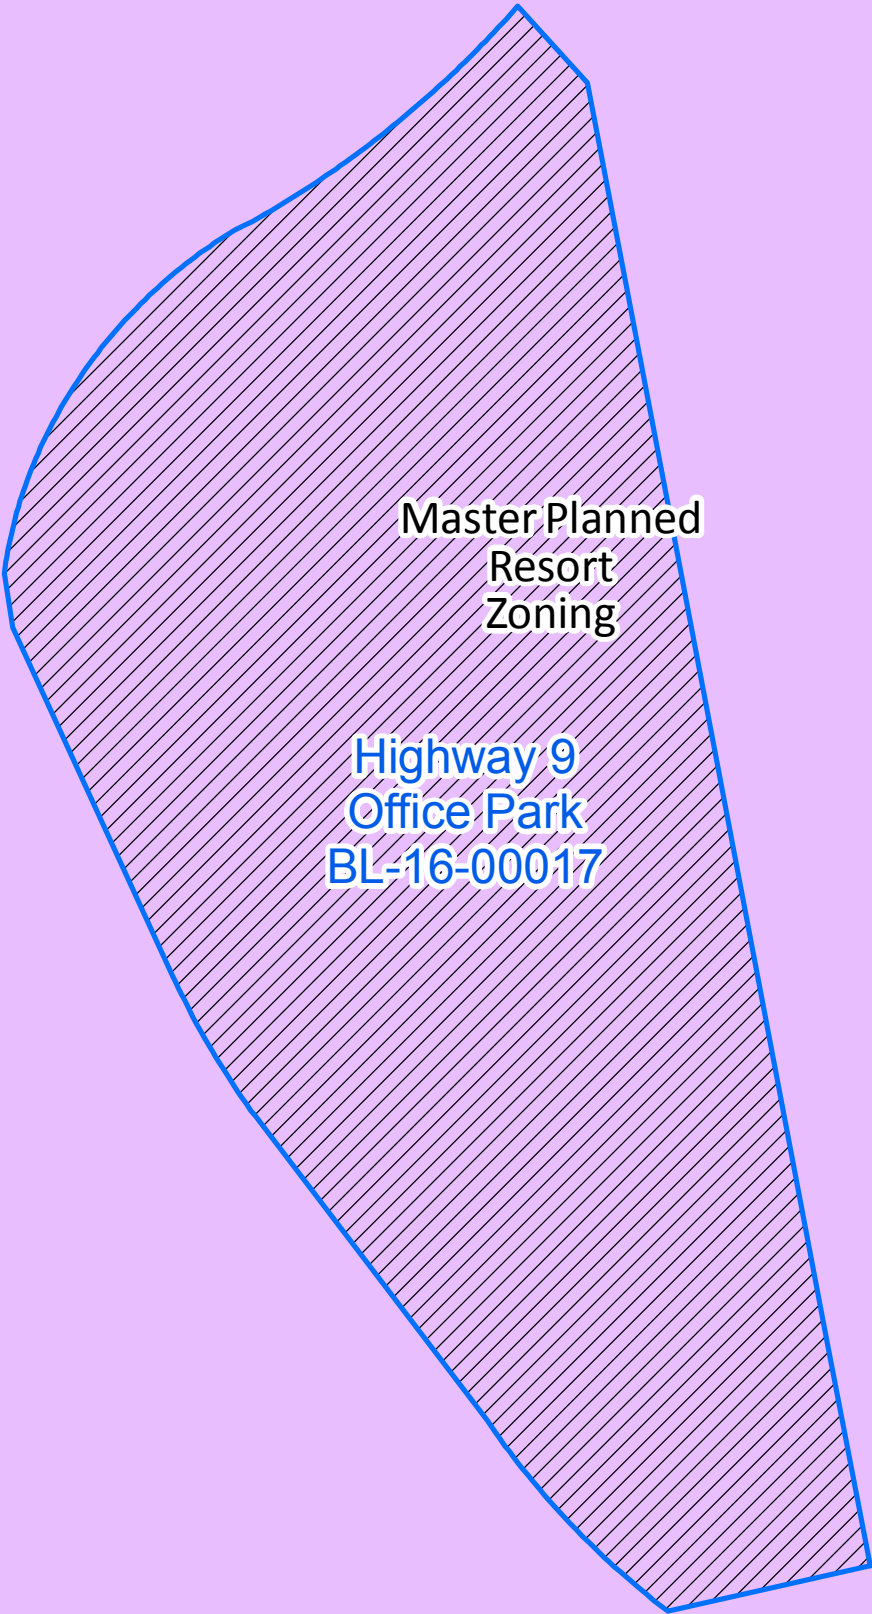 Master Planned
Resort
Zoning
Highway 9
Office Park
BL-16-00017